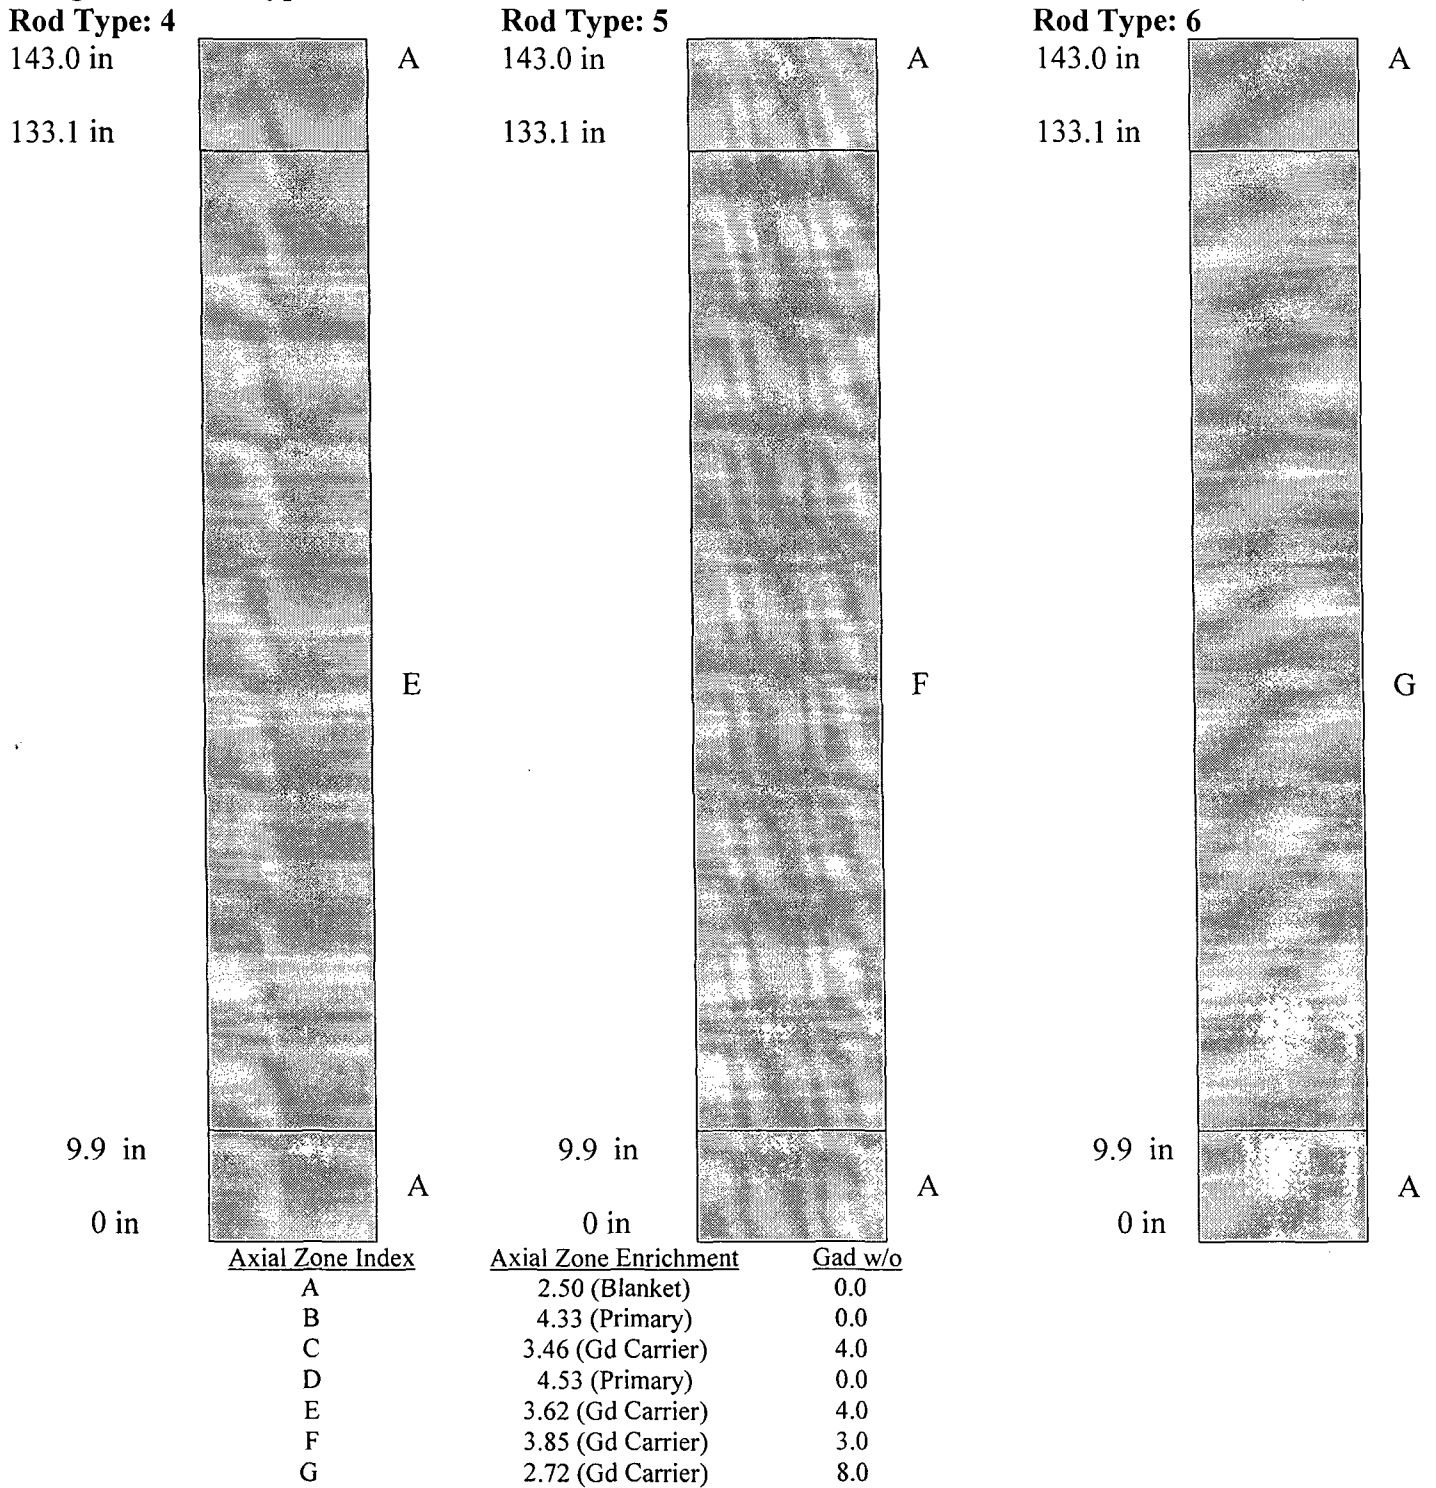 Rod Type: 4 Rod Type: 5 Rod Type: 6
143.0 in A 143.0 in A 143.0 in A
133.1 in 133.1 in 133.1 in
E F G
9.9 in 9.9 in 9.9 in
A A A
0 in 0 in 0 in
Axial Zone Index Axial Zone Enrichment Gad w/o
A 2.50 (Blanket) 0.0
B 4.33 (Primary) 0.0
C 3.46 (Gd Carrier) 4.0
D 4.53 (Primary) 0.0
E 3.62 (Gd Carrier) 4.0
F 3.85 (Gd Carrier) 3.0
G 2.72 (Gd Carrier) 8.0